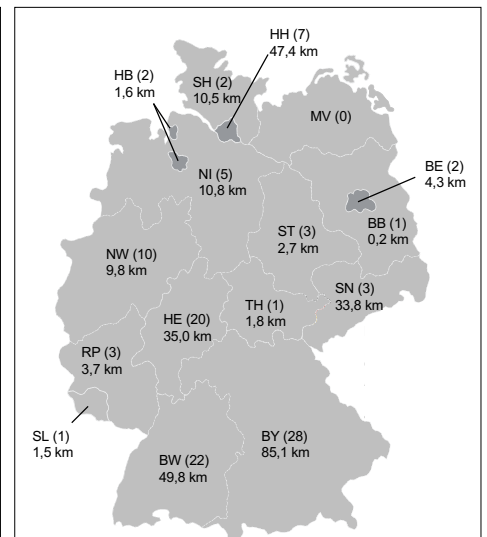 HH (7)
47,4 km
HB (2)
1,6 km
SH (2)
10,5 km
MV (0)
BE (2)
4,3 km
NI (5)
10,8 km
BB (1)
0,2 km
ST (3)
2,7 km
NW (10)
9,8 km
SN (3)
33,8 km
TH (1)
1,8 km
HE (20)
35,0 km
RP (3)
3,7 km
SL (1)
1,5 km
BY (28)
85,1 km
BW (22)
49,8 km